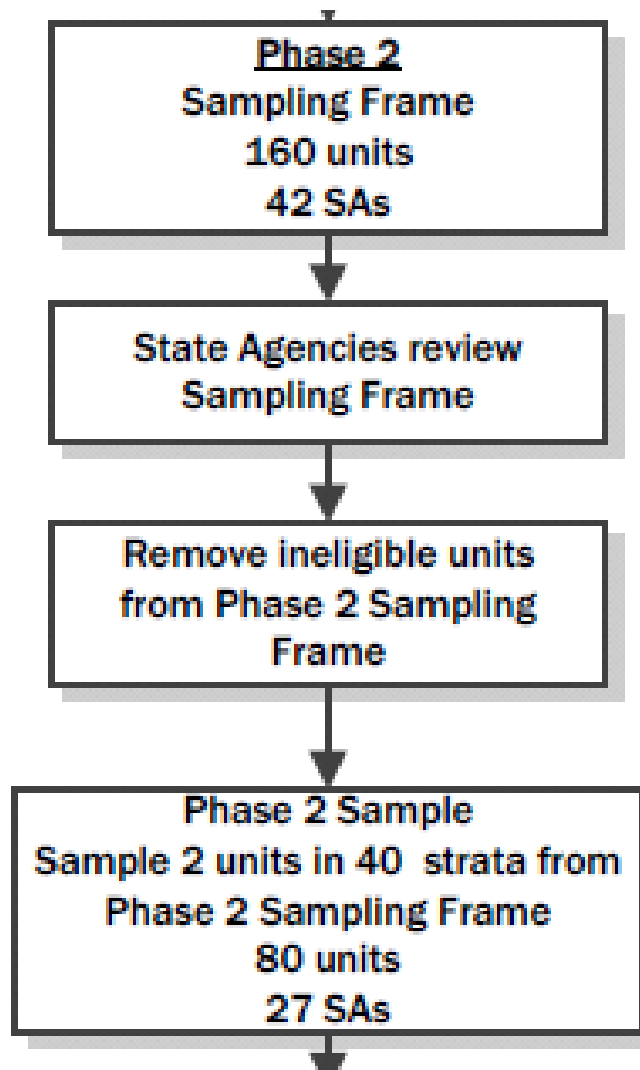 Phase 2
Sampling Frame
160 units
42 SAs
State Agencies review
Sampling Frame
Remove ineligible units
from Phase 2 Sampling
Frame
Phase 2 Sample
Sample 2 units in 40 strata from
Phase 2 Sampling Frame
80 units
27 SAs